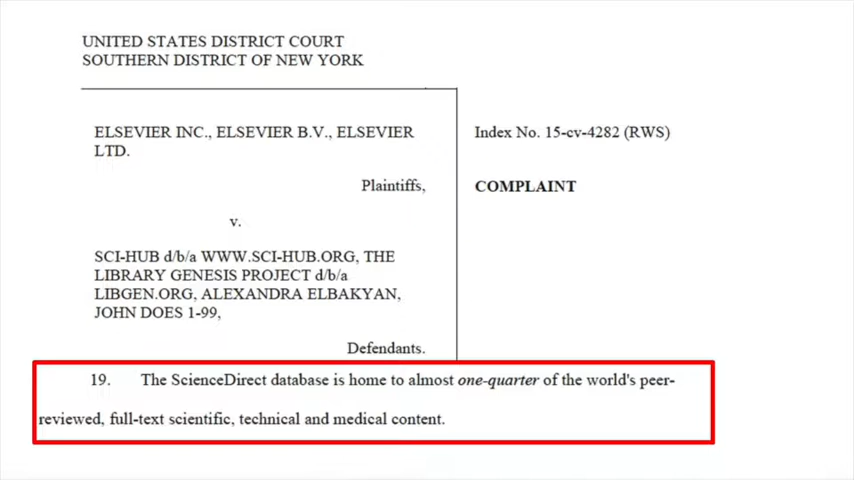 UNITED STATES DISTRICT COURT
SOUTHERN DISTRICT OF NEW YORK
ELSEVIER INC., ELSEVIER B.V., ELSEVIER
LTD.
Plaintiffs,
v.
SCI-HUB d/b/a WWW.SCI-HUB.ORG, THE
LIBRARY GENESIS PROJECT d/b/a
LIBGEN.ORG, ALEXANDRA ELBAKYAN,
JOHN DOES 1-99,
Defendants.
Index No. 15-cv-4282 (RWS)
COMPLAINT
19. The ScienceDirect database is home to almost one-quarter of the world's peer-
reviewed, full-text scientific, technical and medical content.